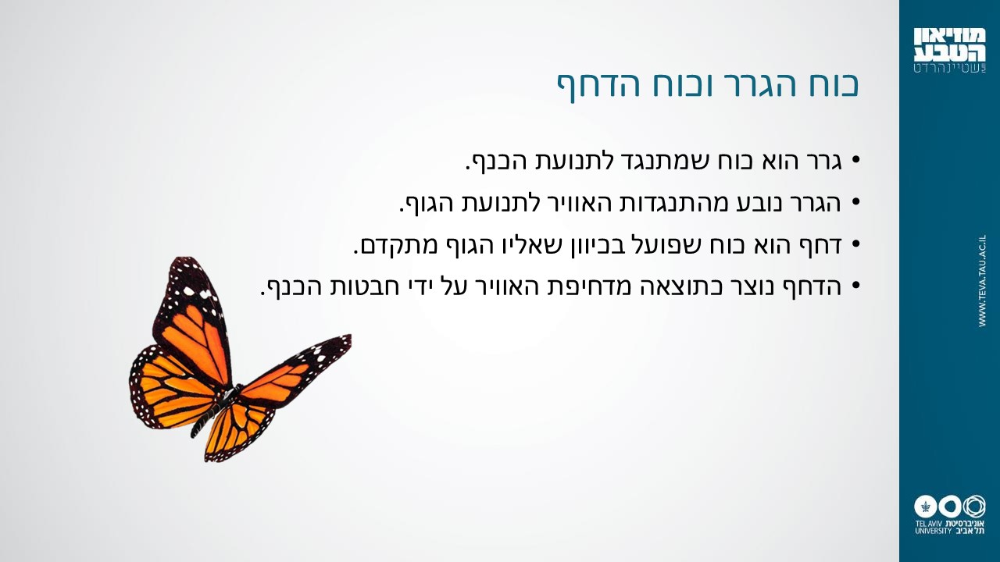 מוזיאון
הטבע
שטיינהרדט
כוח הגרר וכוח הדחף
• גרר הוא כוח שמתנגד לתנועת הכנף.
• הגרר נובע מהתנגדות האוויר לתנועת הגוף.
• דחף הוא כוח שפועל בכיוון שאליו הגוף מתקדם.
• הדחף נוצר כתוצאה מדחיפת האוויר על ידי חבטות הכנף.
WWW.TEVA.TAU.AC.IL
TEL AVIV אוניברסיטת
UNIVERSITY תל אביב